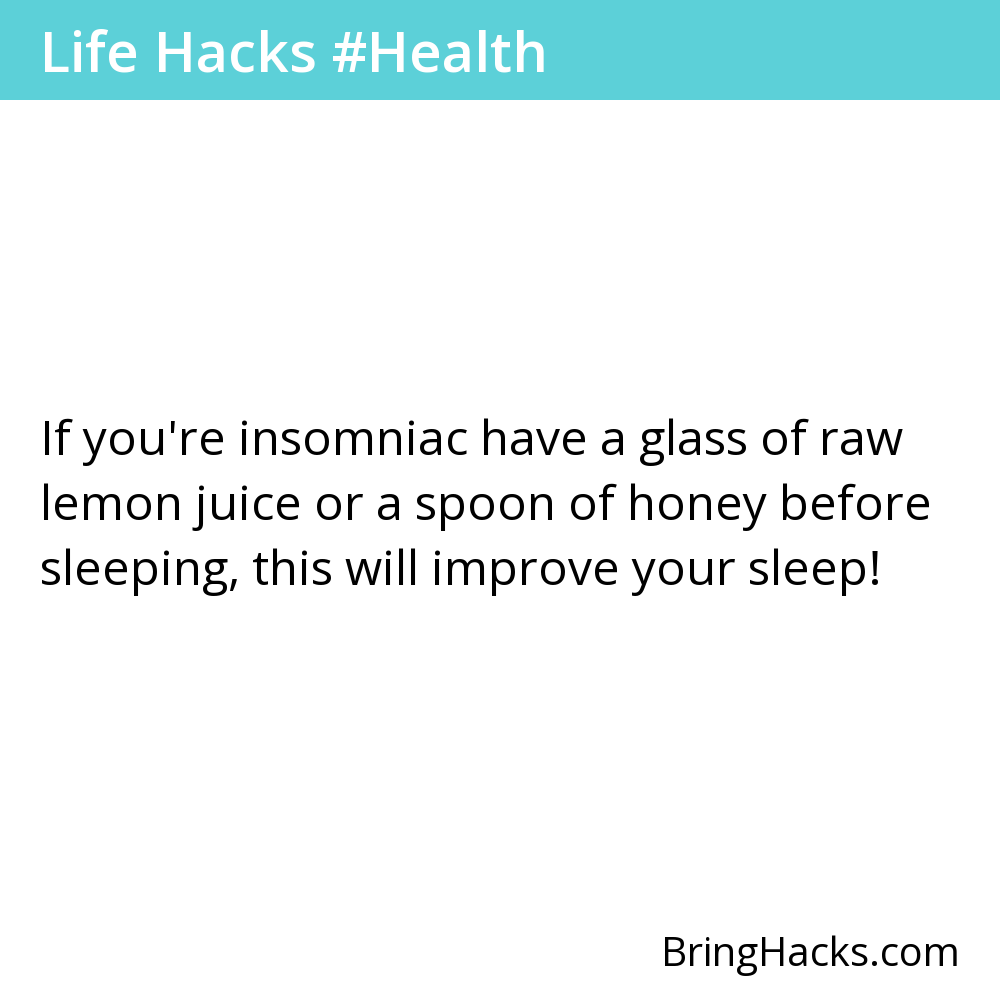 Life Hacks #Health
If you're insomniac have a glass of raw
lemon juice or a spoon of honey before
sleeping, this will improve your sleep!
BringHacks.com